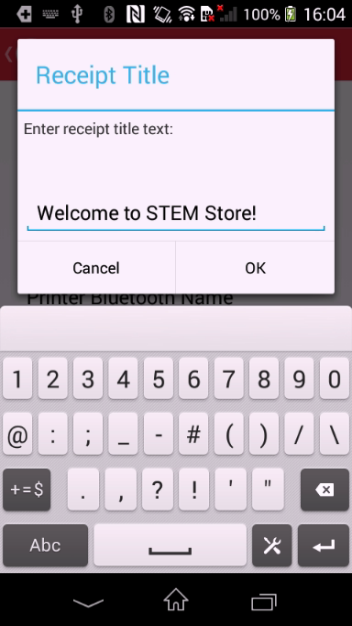 100% 16:04
Receipt Title
Enter receipt title text:
Welcome to STEM Store!
Cancel OK
Printer Bluetooth Name
1 2 3 4 5 6 7 8 9 0
@ : ; _ - # ( ) / \
+=$ . , ? ! ' "
Abc